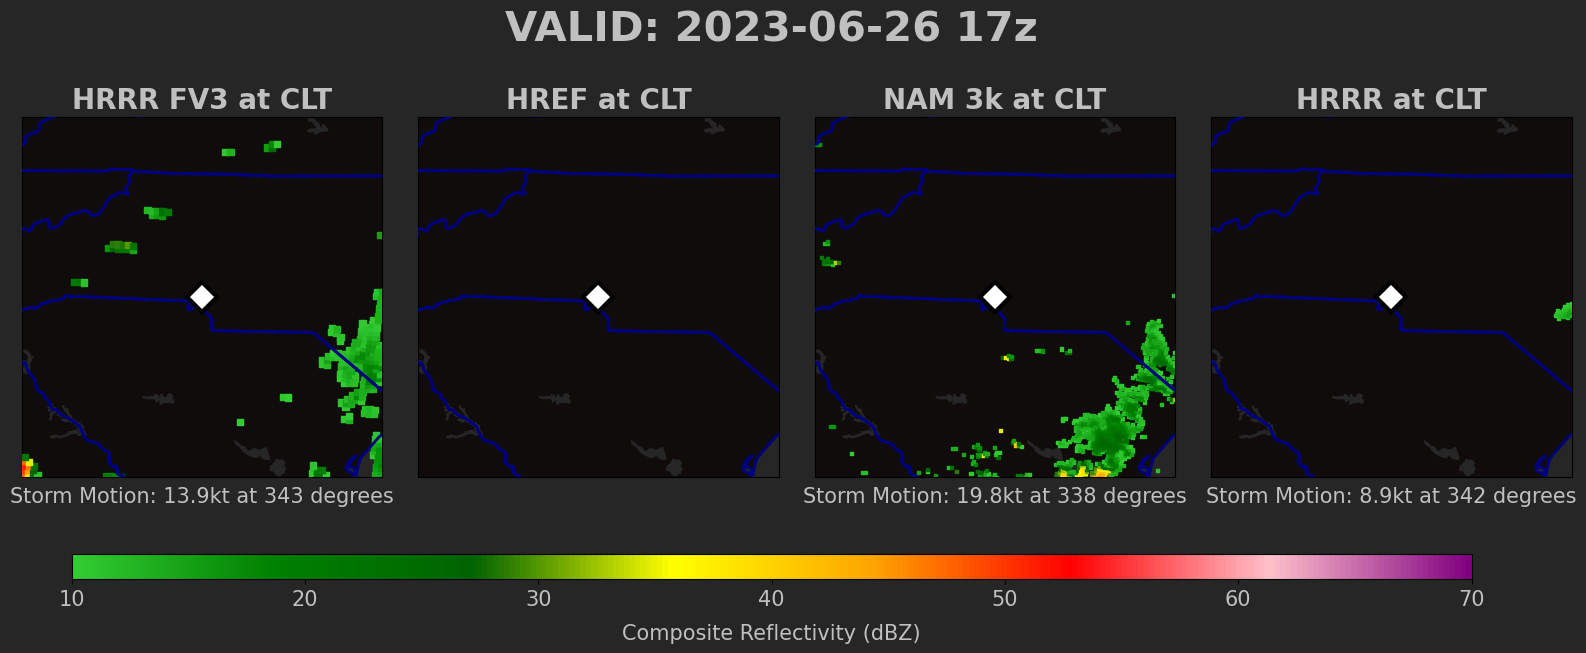 VALID: 2023-06-26 17z
HRRR FV3 at CLT
HREF at CLT
NAM 3k at CLT
HRRR at CLT
Storm Motion: 13.9kt at 343 degrees
Storm Motion: 19.8kt at 338 degrees
Storm Motion: 8.9kt at 342 degrees
10 20 30 40 50 60 70
Composite Reflectivity (dBZ)